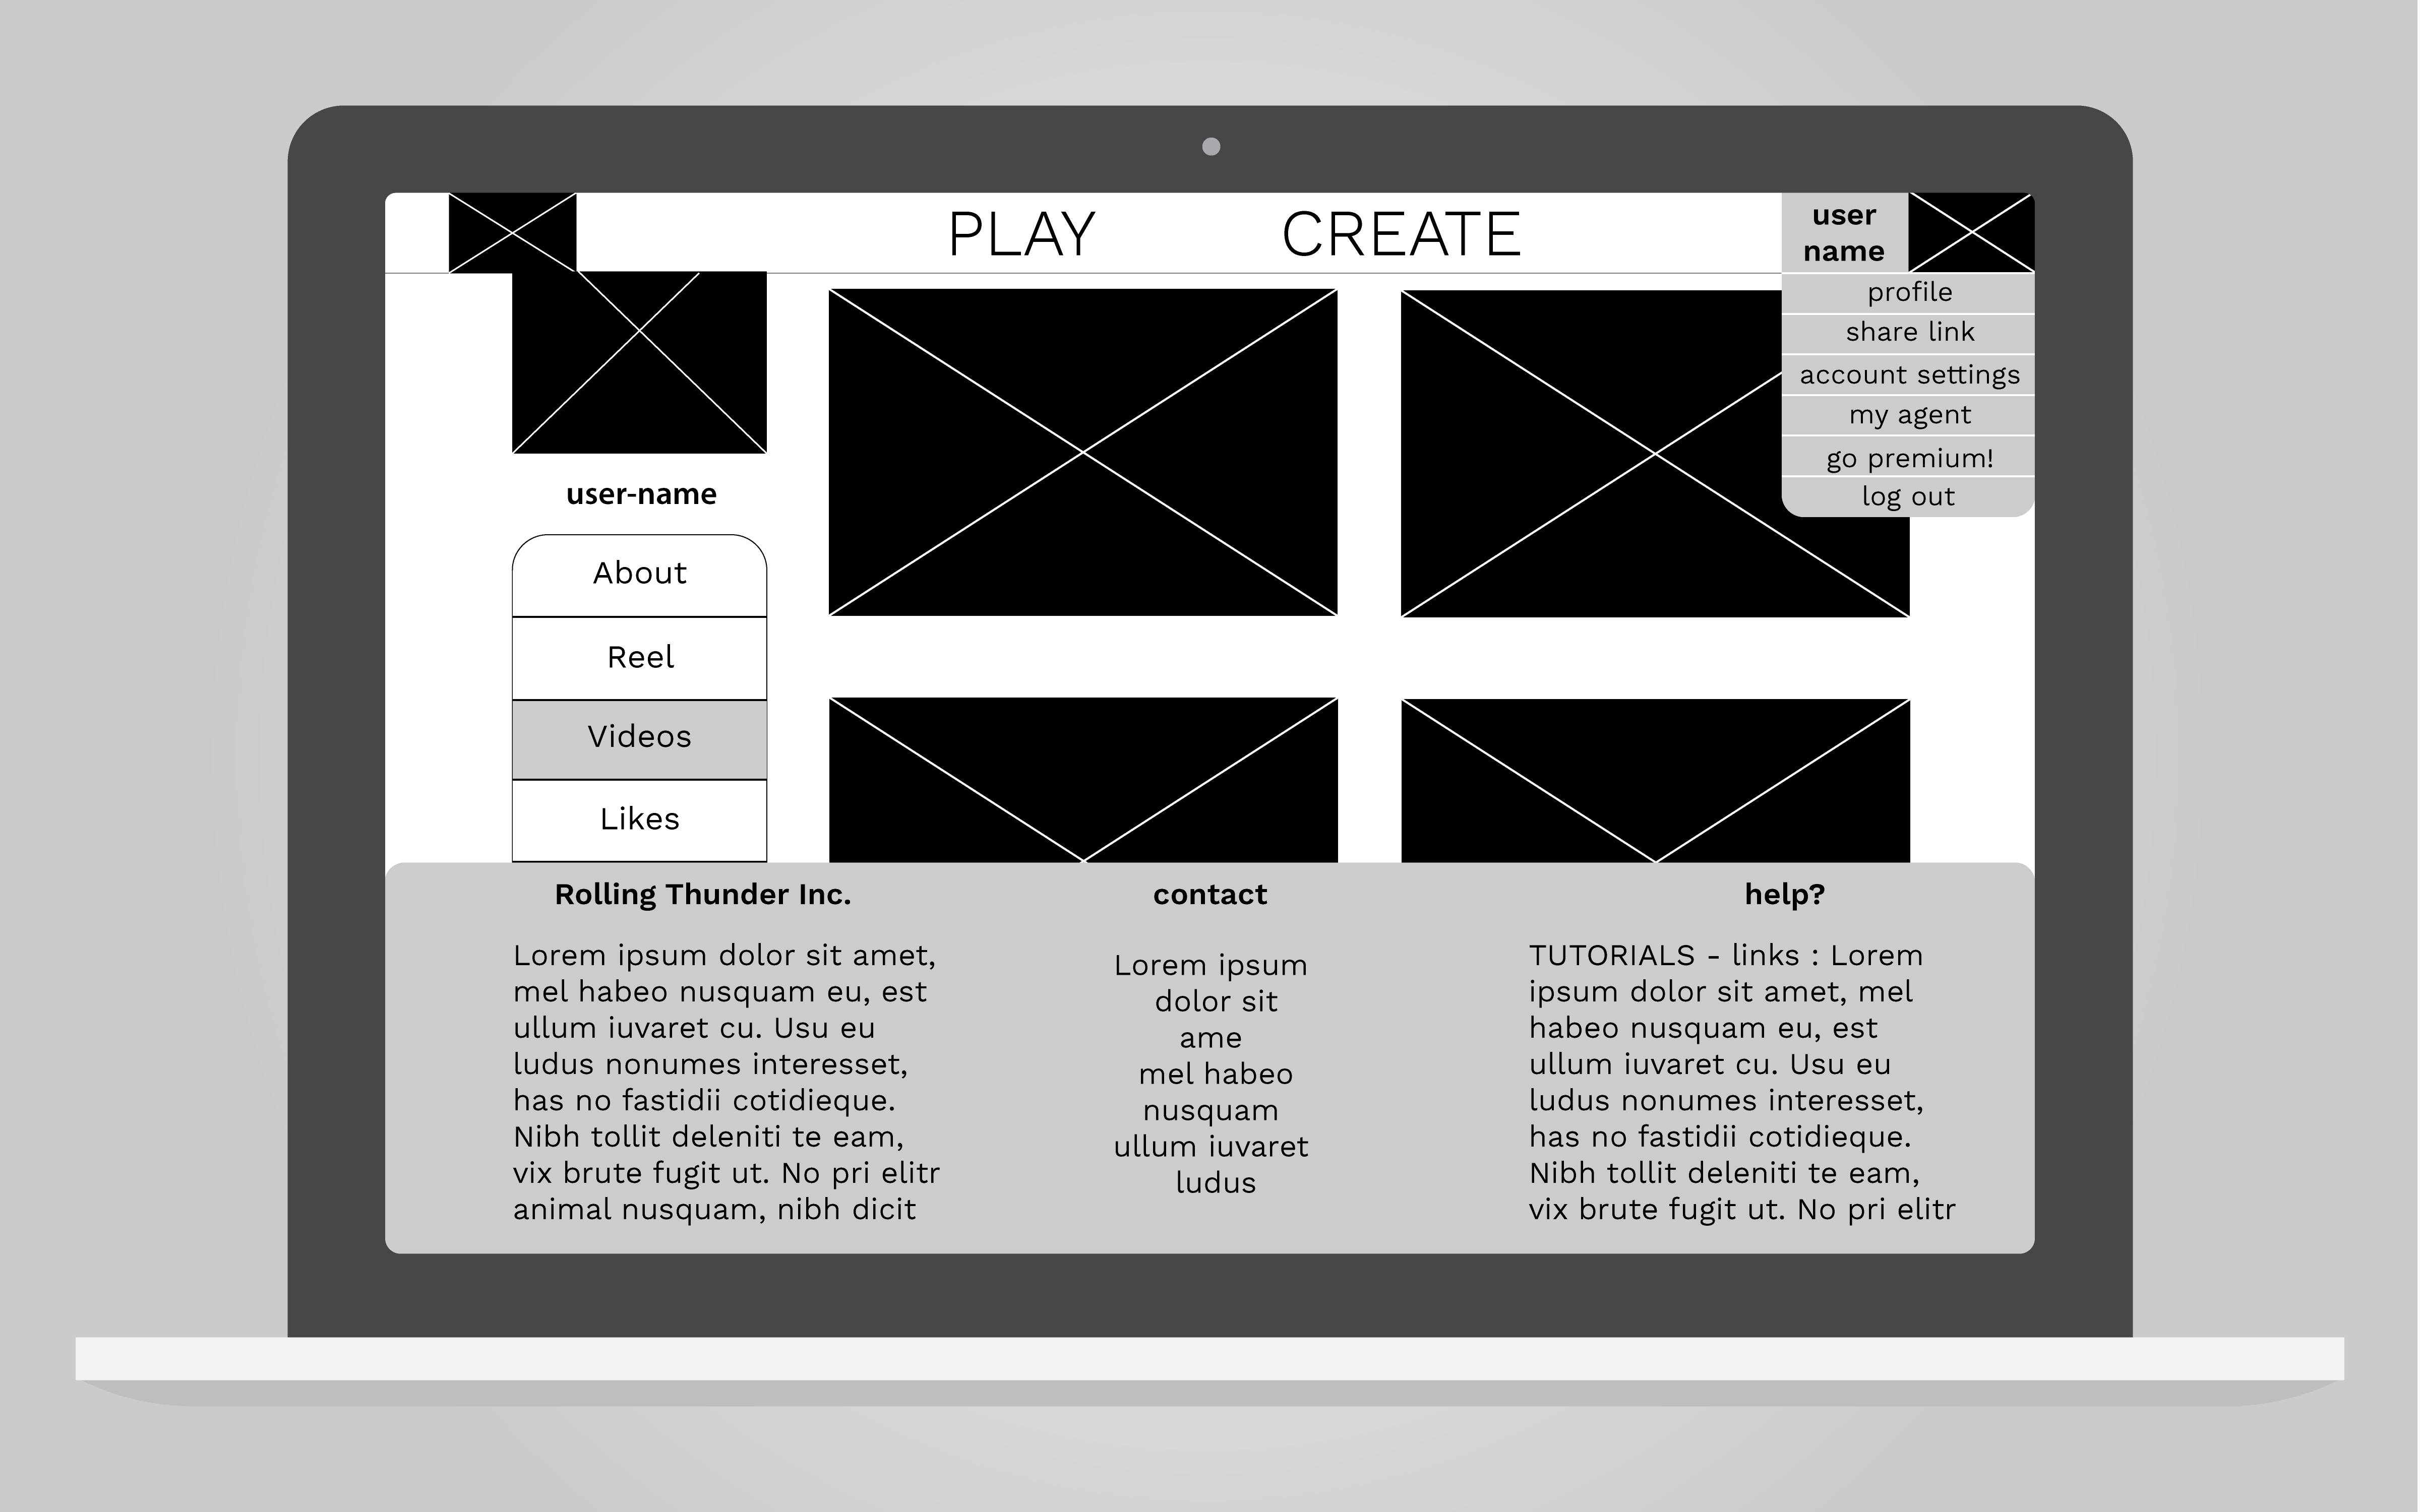 PLAY
CREATE
user
name
profile
share link
account settings
my agent
go premium!
log out
user-name
About
Reel
Videos
Likes
Rolling Thunder Inc.
Lorem ipsum dolor sit amet,
mel habeo nusquam eu, est
ullum iuvaret cu. Usu eu
ludus nonumes interesset,
has no fastidii cotidieque.
Nibh tollit deleniti te eam,
vix brute fugit ut. No pri elitr
animal nusquam, nibh dicit
contact
Lorem ipsum
dolor sit
ame
mel habeo
nusquam
ullum iuvaret
ludus
help?
TUTORIALS - links : Lorem
ipsum dolor sit amet, mel
habeo nusquam eu, est
ullum iuvaret cu. Usu eu
ludus nonumes interesset,
has no fastidii cotidieque.
Nibh tollit deleniti te eam,
vix brute fugit ut. No pri elitr